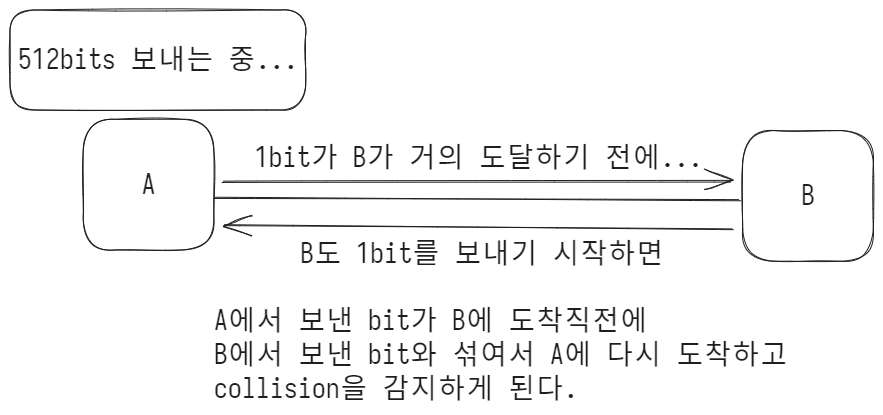 512bits 보내는 중...
1bit가 B가 거의 도달하기 전에...
A
B
B도 1bit를 보내기 시작하면
A에서 보낸 bit가 B에 도착직전에
B에서 보낸 bit와 섞여서 A에 다시 도착하고
collision을 감지하게 된다.